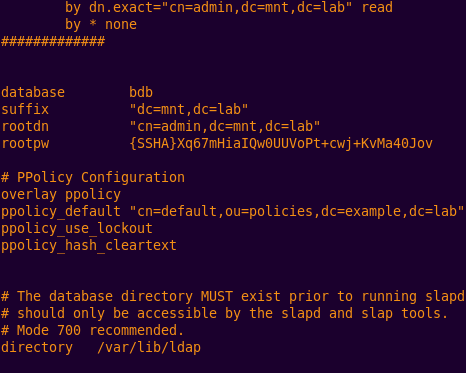 by dn.exact="cn=admin,dc=mnt,dc=lab" read
by * none
#############
database        bdb
suffix          "dc=mnt,dc=lab"
rootdn          "cn=admin,dc=mnt,dc=lab"
rootpw          {SSHA}Xq67mHiaIQw0UUVoPt+cwj+KvMa40Jov
# PPolicy Configuration
overlay ppolicy
ppolicy_default "cn=default,ou=policies,dc=example,dc=lab"
ppolicy_use_lockout
ppolicy_hash_cleartext
# The database directory MUST exist prior to running slapd
# should only be accessible by the slapd and slap tools.
# Mode 700 recommended.
directory   /var/lib/ldap